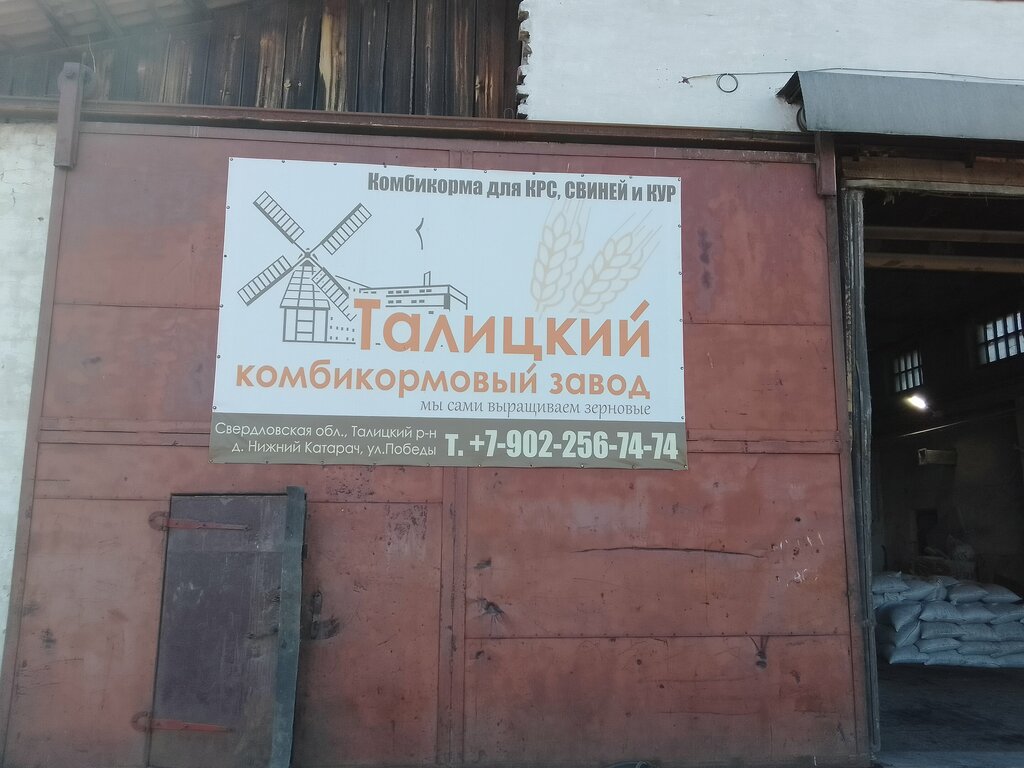 Комбикорма для КРС, СВИНЕЙ и КУР
Талицкий
комбикормовый завод
мы сами выращиваем зерновые
Свердловская обл., Талицкий р-н
д. Нижний Катарач, ул.Победы
т. +7-902-256-74-74